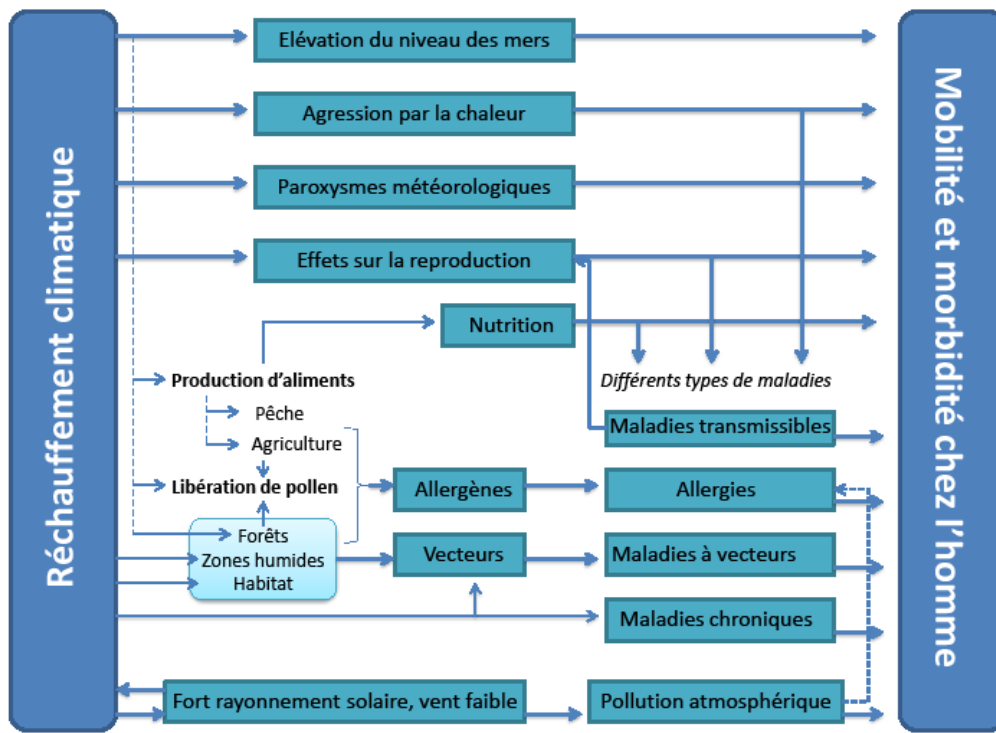 Réchauffement climatique
Elévation du niveau des mers
Agression par la chaleur
Paroxysmes météorologiques
Effets sur la reproduction
Nutrition
Production d'aliments
Différents types de maladies
Pêche
Maladies transmissibles
Agriculture
Libération de pollen
Allergènes
Allergies
Forêts
Zones humides
Habitat
Vecteurs
Maladies à vecteurs
Maladies chroniques
Fort rayonnement solaire, vent faible
Pollution atmosphérique
Mobilité et morbidité chez l'homme